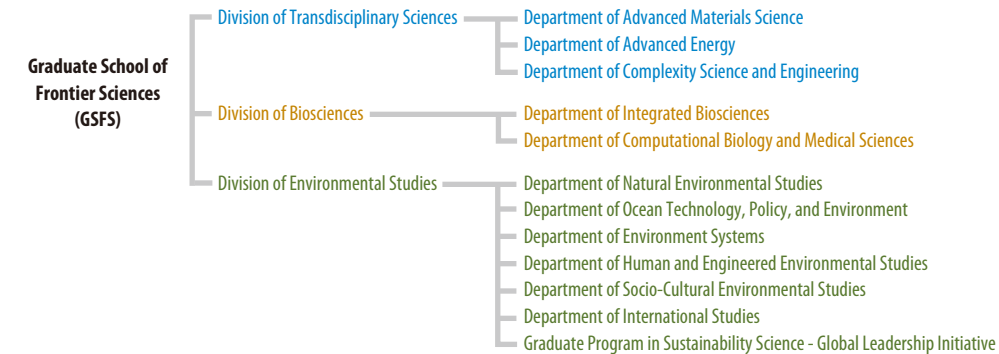 Graduate School of
Frontier Sciences
(GSFS)
Division of Transdisciplinary Sciences
Department of Advanced Materials Science
Department of Advanced Energy
Department of Complexity Science and Engineering
Division of Biosciences
Department of Integrated Biosciences
Department of Computational Biology and Medical Sciences
Division of Environmental Studies
Department of Natural Environmental Studies
Department of Ocean Technology, Policy, and Environment
Department of Environment Systems
Department of Human and Engineered Environmental Studies
Department of Socio-Cultural Environmental Studies
Department of International Studies
Graduate Program in Sustainability Science - Global Leadership Initiative